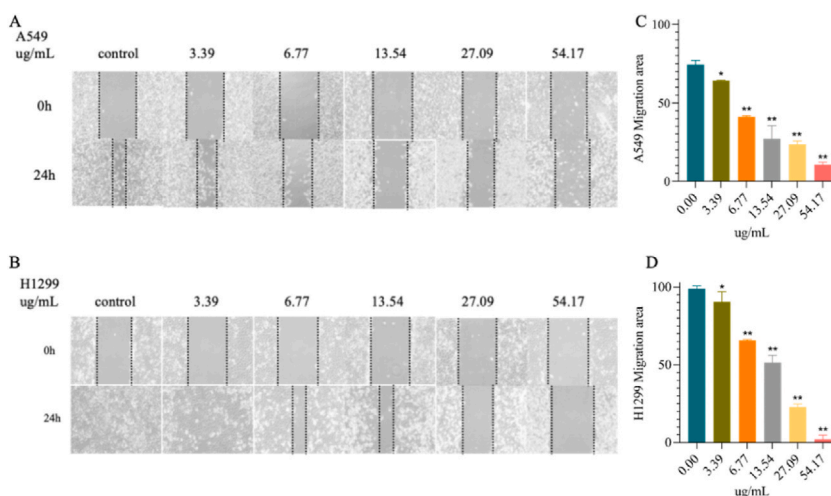 A
A549
ug/mL control 3.39 6.77 13.54 27.09 54.17
0h
24h
B
H1299
ug/mL control 3.39 6.77 13.54 27.09 54.17
0h
24h
C
A549 Migration area
100
50
0
* ** ** ** **
0.00 3.39 6.77 13.54 27.09 54.17
ug/mL
D
H1299 Migration area
100
50
0
* ** ** ** **
0.00 3.39 6.77 13.54 27.09 54.17
ug/mL